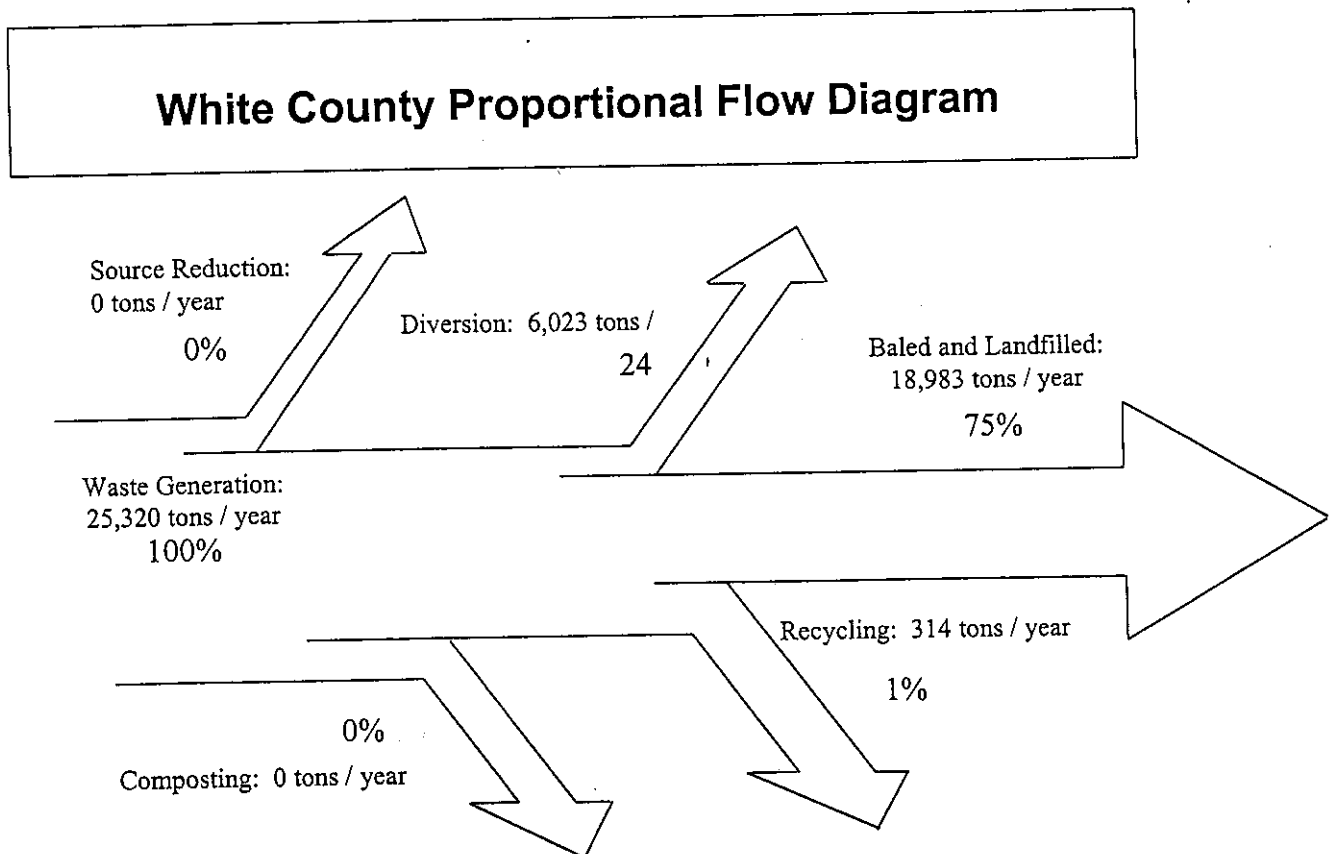 White County Proportional Flow Diagram
Source Reduction:
0 tons / year
0%
Diversion: 6,023 tons /
24
Baled and Landfilled:
18,983 tons / year
75%
Waste Generation:
25,320 tons / year
100%
Recycling: 314 tons / year
1%
0%
Composting: 0 tons / year